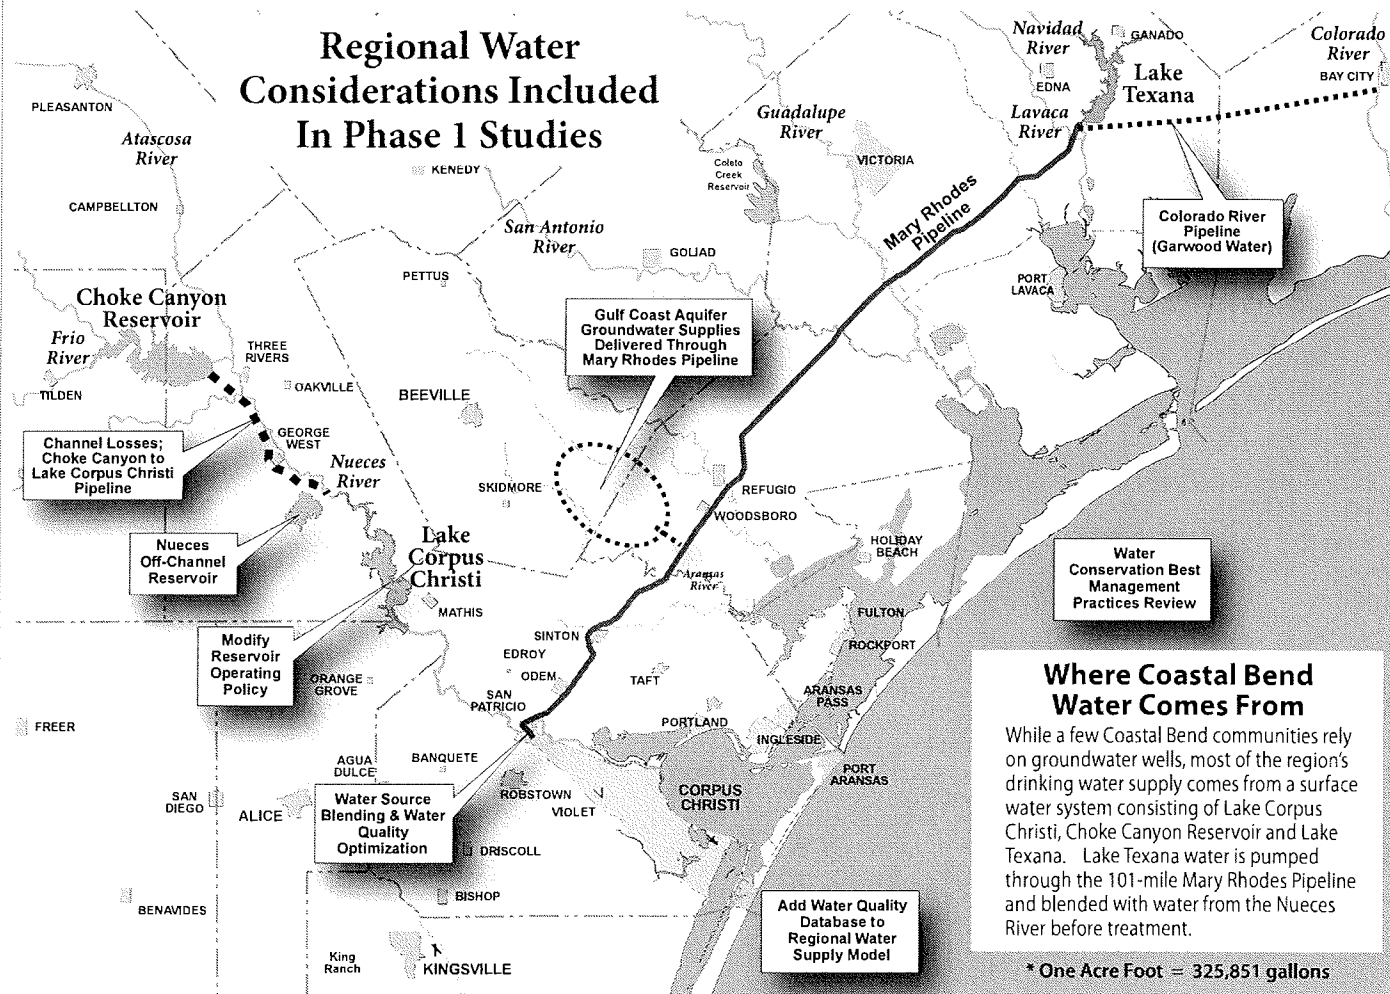 Regional Water
Considerations Included
In Phase 1 Studies
Navidad
River
GANADO
Colorado
River
BAY CITY
EDNA
Lake
Texana
Lavaca
River
PLEASANTON
Atascosa
River
Guadalupe
River
VICTORIA
Coleto
Creek
Reservoir
KENEDY
CAMPBELLTON
San Antonio
River
GOLIAD
Mary Rhodes
Pipeline
Colorado River
Pipeline
(Garwood Water)
PETTUS
PORT
LAVACA
Choke Canyon
Reservoir
Frio
River
THREE
RIVERS
TILDEN
OAKVILLE
Gulf Coast Aquifer
Groundwater Supplies
Delivered Through
Mary Rhodes Pipeline
BEEVILLE
Channel Losses;
Choke Canyon to
Lake Corpus Christi
Pipeline
GEORGE
WEST
Nueces
River
SKIDMORE
REFUGIO
WOODSBORO
Nueces
Off-Channel
Reservoir
Lake
Corpus
Christi
HOLIDAY
BEACH
Aransas
River
Water
Conservation Best
Management
Practices Review
MATHIS
FULTON
Modify
Reservoir
Operating
Policy
SINTON
EDROY
ODEM
ROCKPORT
ORANGE
GROVE
SAN
PATRICIO
TAFT
ARANSAS
PASS
PORTLAND
INGLESIDE
FREER
AGUA
DULCE
BANQUETE
PORT
ARANSAS
SAN
DIEGO
ALICE
ROBSTOWN
VIOLET
CORPUS
CHRISTI
Water Source
Blending & Water
Quality
Optimization
DRISCOLL
BISHOP
BENAVIDES
King
Ranch
KINGSVILLE
Add Water Quality
Database to
Regional Water
Supply Model
Where Coastal Bend
Water Comes From
While a few Coastal Bend communities rely
on groundwater wells, most of the region's
drinking water supply comes from a surface
water system consisting of Lake Corpus
Christi, Choke Canyon Reservoir and Lake
Texana. Lake Texana water is pumped
through the 101-mile Mary Rhodes Pipeline
and blended with water from the Nueces
River before treatment.
* One Acre Foot = 325,851 gallons